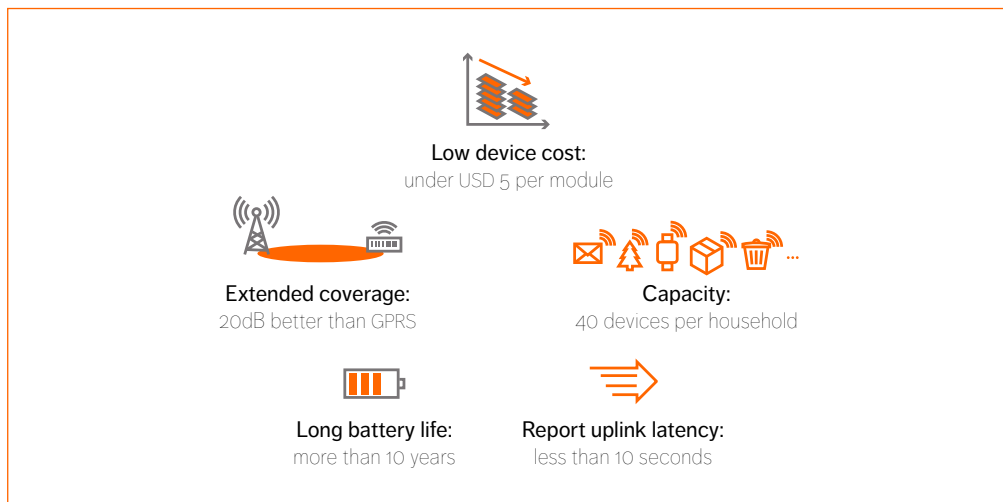 Low device cost:
under USD 5 per module
Extended coverage:
20dB better than GPRS
Capacity:
40 devices per household
...
Long battery life:
more than 10 years
Report uplink latency:
less than 10 seconds